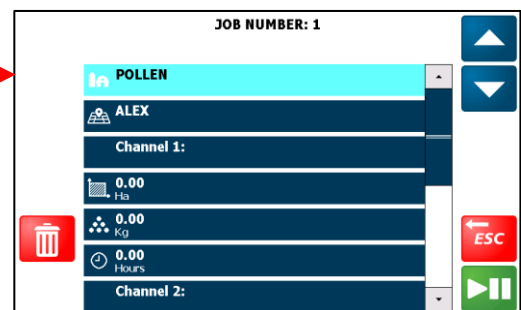 JOB NUMBER: 1
POLLEN
ALEX
Channel 1:
0.00
Ha
0.00
Kg
0.00
Hours
Channel 2:
ESC